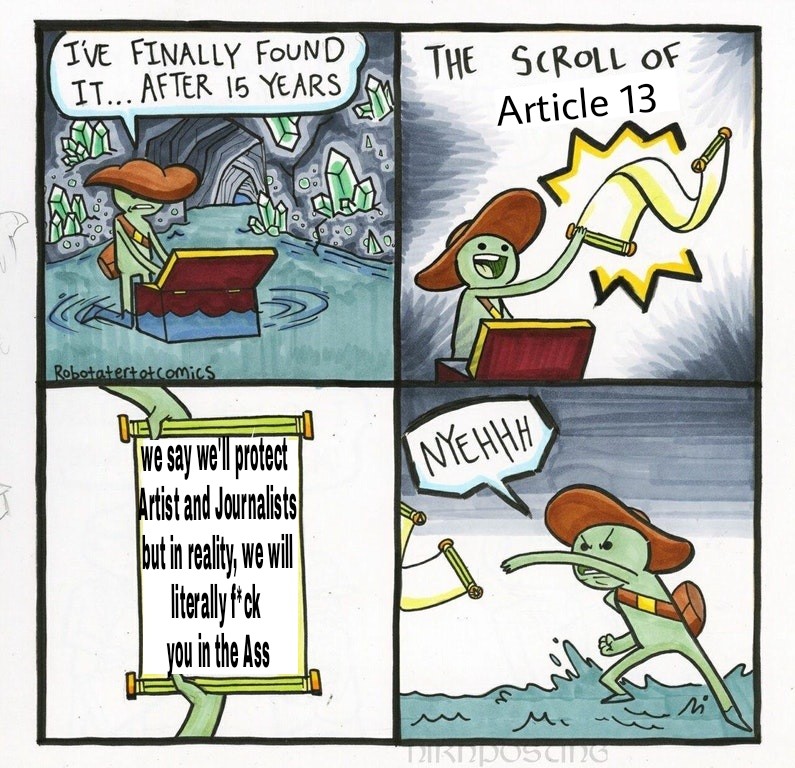 I'VE FINALLY FOUND
IT... AFTER 15 YEARS
THE SCROLL OF
Article 13
Robotatertotcomics
we say we'll protect
Artist and Journalists
but in reality, we will
literally f*ck
you in the Ass
NYEHHH